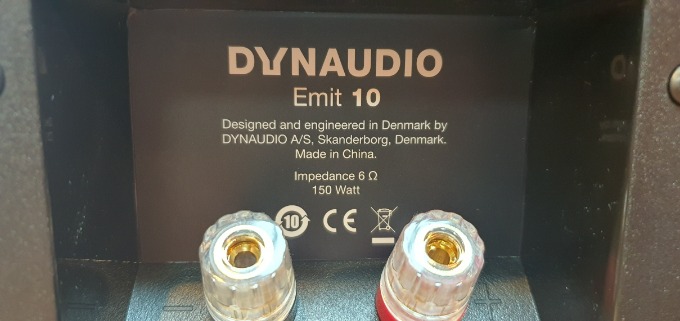 DYNAUDIO
Emit 10
Designed and engineered in Denmark by
DYNAUDIO A/S, Skanderborg, Denmark.
Made in China.
Impedance 6 Ω
150 Watt
10 CE
− +